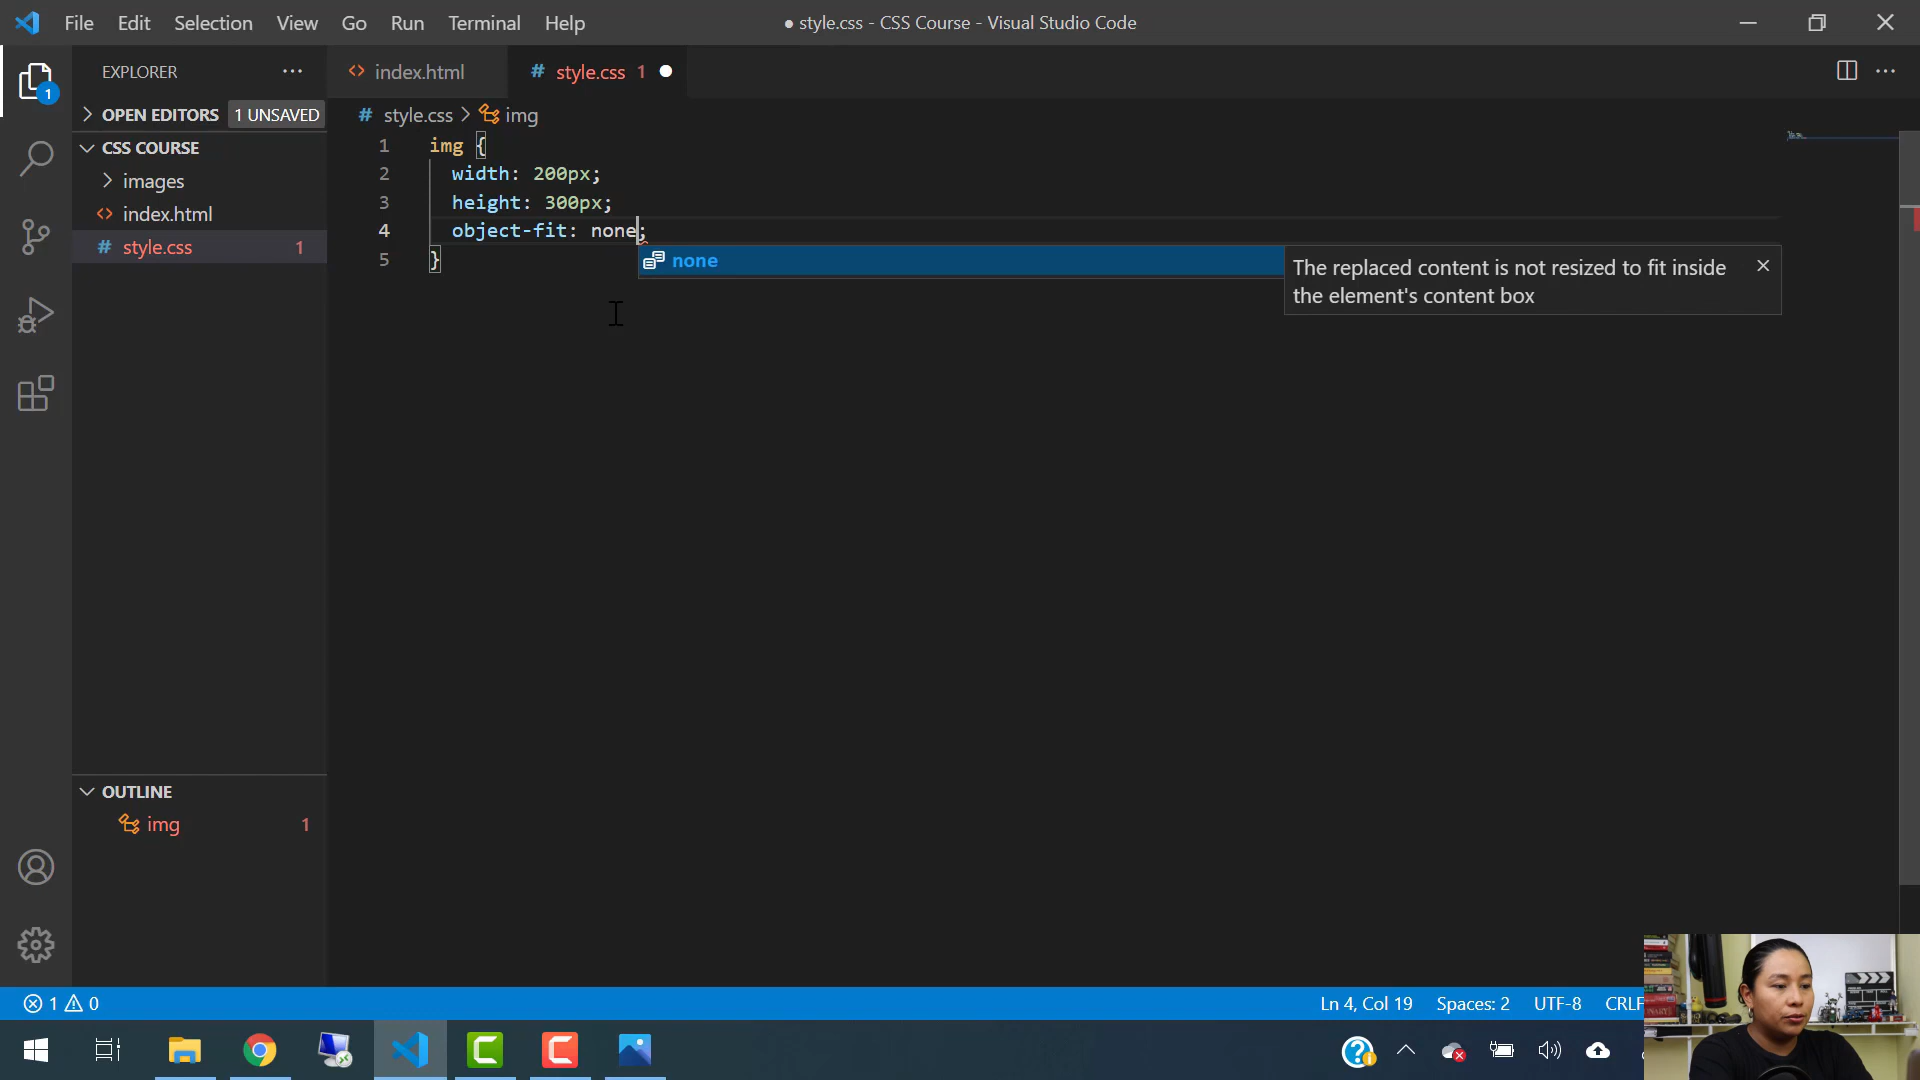 File Edit Selection View Go Run Terminal Help
● style.css - CSS Course - Visual Studio Code
EXPLORER
index.html
# style.css 1
1
OPEN EDITORS
1 UNSAVED
# style.css > img
CSS COURSE
images
index.html
# style.css 1
1 img {
2 width: 200px;
3 height: 300px;
4 object-fit: none;
5 }
none
The replaced content is not resized to fit inside
the element's content box
OUTLINE
img 1
1 0
Ln 4, Col 19 Spaces: 2 UTF-8 CRLF